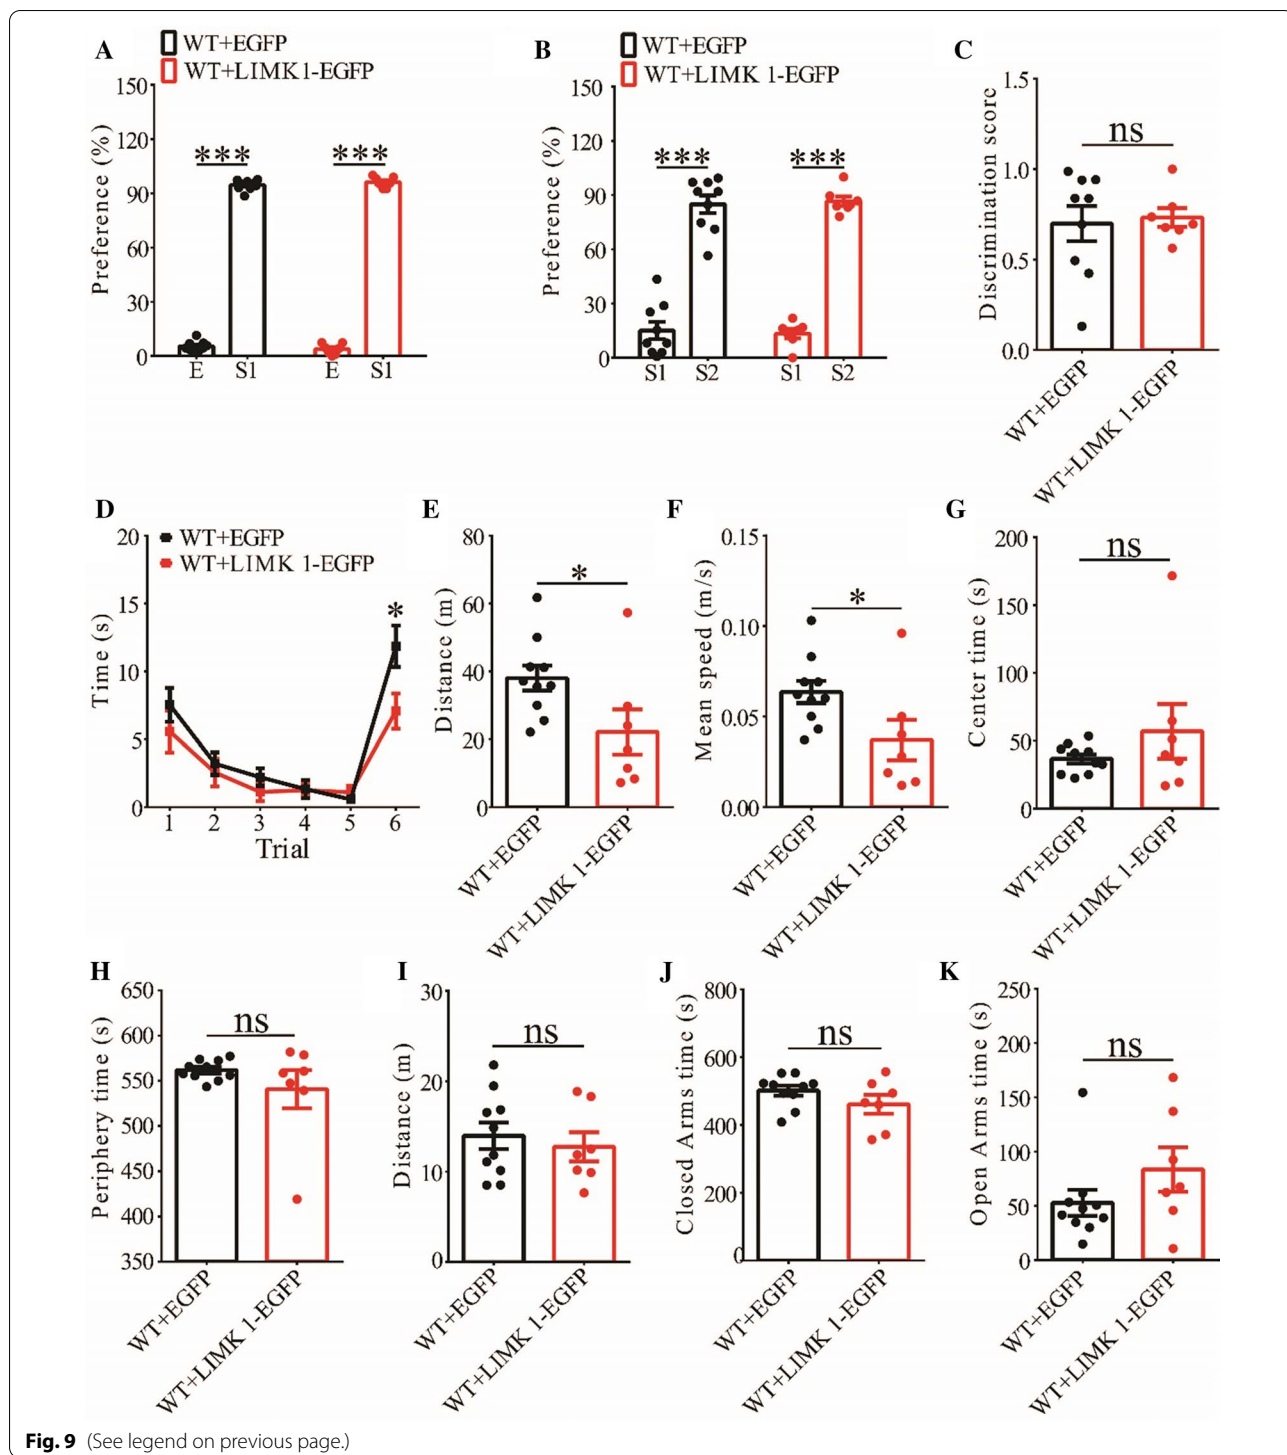 A
WT+EGFP
WT+LIMK1-EGFP
Preference (%)
150
120
90
60
30
0
***
***
E
S1
E
S1
B
WT+EGFP
WT+LIMK 1-EGFP
Preference (%)
150
120
90
60
30
0
***
***
S1
S2
S1
S2
C
Discrimination score
1.5
1.0
0.5
0.0
ns
WT+EGFP
WT+LIMK 1-EGFP
D
WT+EGFP
WT+LIMK 1-EGFP
Time (s)
20
15
10
5
0
*
1 2 3 4 5 6
Trial
E
Distance (m)
80
60
40
20
0
*
WT+EGFP
WT+LIMK 1-EGFP
F
Mean speed (m/s)
0.15
0.10
0.05
0.00
*
WT+EGFP
WT+LIMK 1-EGFP
G
Center time (s)
200
150
100
50
0
ns
WT+EGFP
WT+LIMK 1-EGFP
H
Periphery time (s)
650
600
550
500
450
400
350
ns
WT+EGFP
WT+LIMK 1-EGFP
I
Distance (m)
30
20
10
0
ns
WT+EGFP
WT+LIMK 1-EGFP
J
Closed Arms time (s)
800
600
400
200
0
ns
WT+EGFP
WT+LIMK 1-EGFP
K
Open Arms time (s)
250
200
150
100
50
0
ns
WT+EGFP
WT+LIMK 1-EGFP
Fig. 9 (See legend on previous page.)